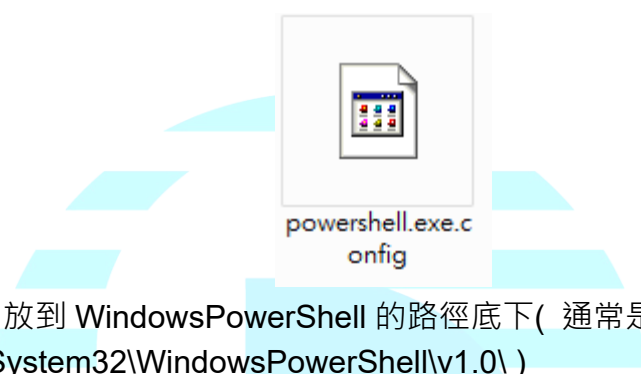 powershell.exe.c
onfig
放到 WindowsPowerShell 的路徑底下( 通常是
System32\WindowsPowerShell\v1.0\ )